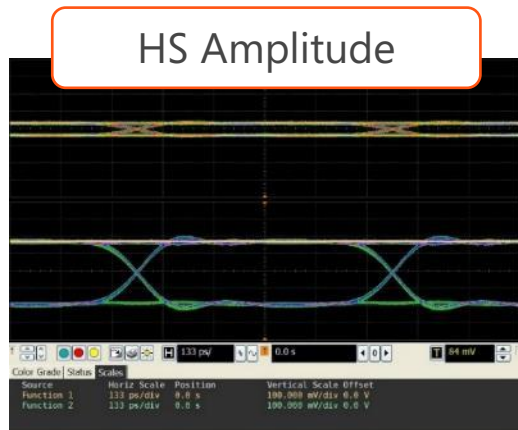 HS Amplitude
H 133 ps/ 0.0 s 0 T 84 mV
Color Grade Status Scales
Source Horiz Scale Position Vertical Scale Offset
Function 1 133 ps/div 0.0 s 100.000 mV/div 0.0 V
Function 2 133 ps/div 0.0 s 100.000 mV/div 0.0 V